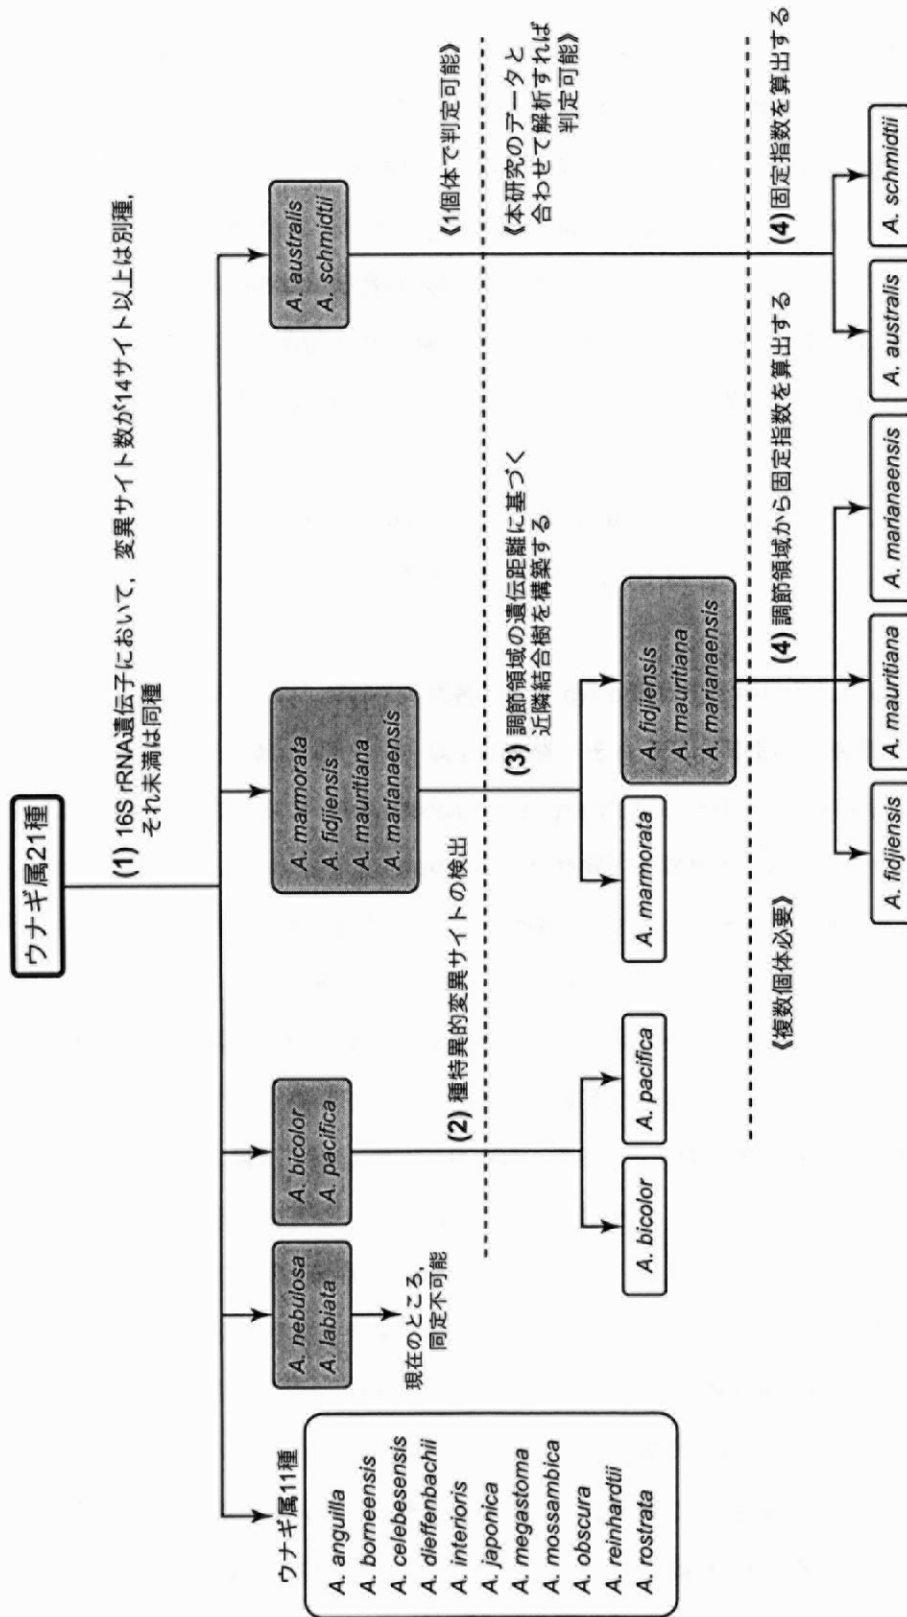 ウナギ属21種
(1) 16S rRNA遺伝子において，変異サイト数が14サイト以上は別種，
それ未満は同種
ウナギ属11種
A. anguilla
A. borneensis
A. celebesensis
A. dieffenbachii
A. interioris
A. japonica
A. megastoma
A. mossambica
A. obscura
A. reinhardtii
A. rostrata
A. nebulosa
A. labiata
現在のところ，
同定不可能
A. bicolor
A. pacifica
A. marmorata
A. fidjiensis
A. mauritiana
A. marianaensis
A. australis
A. schmidtii
《1個体で判定可能》
(2) 種特異的変異サイトの検出
(3) 調節領域の遺伝距離に基づく
近隣結合樹を構築する
《本研究のデータと
合わせて解析すれば
判定可能》
A. bicolor
A. pacifica
A. marmorata
A. fidjiensis
A. mauritiana
A. marianaensis
《複数個体必要》
(4) 調節領域から固定指数を算出する
(4)固定指数を算出する
A. fidjiensis
A. mauritiana
A. marianaensis
A. australis
A. schmidtii